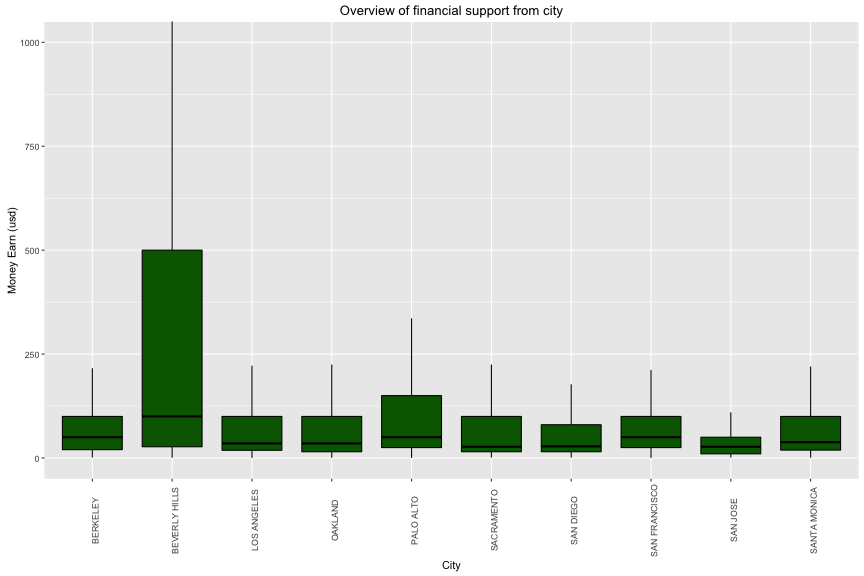 Overview of financial support from city
Money Earn (usd)
1000
750
500
250
0
BERKELEY
BEVERLY HILLS
LOS ANGELES
OAKLAND
PALO ALTO
SACRAMENTO
SAN DIEGO
SAN FRANCISCO
SAN JOSE
SANTA MONICA
City